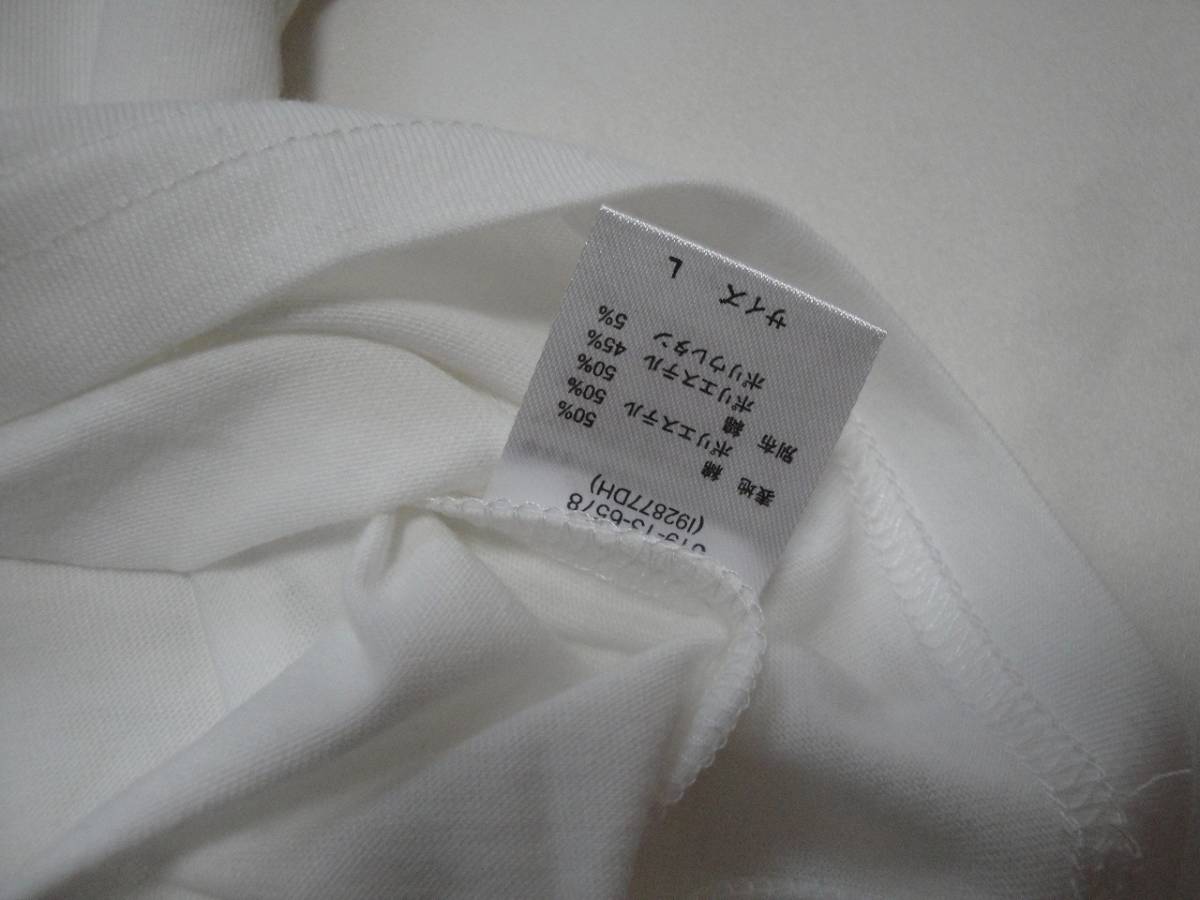 (I92877DH)
表地 綿 50%
ポリエステル 50%
別布 綿 50%
ポリエステル 45%
ポリウレタン 5%
サイズ L